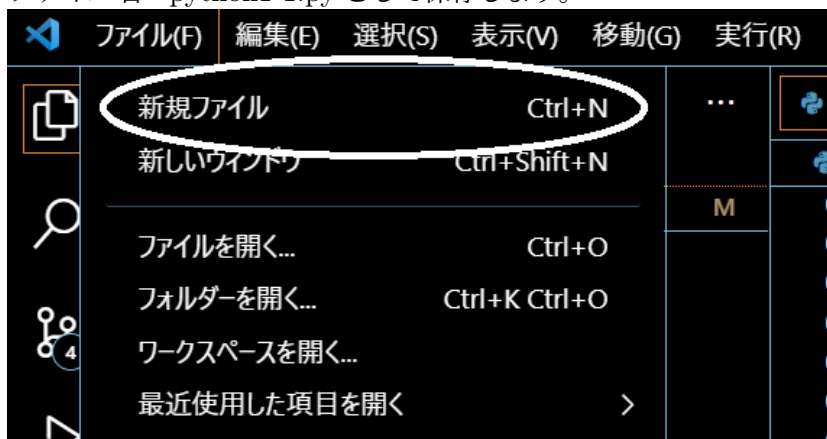 ファイル(F) 編集(E) 選択(S) 表示(V) 移動(G) 実行(R)
新規ファイル Ctrl+N
新しいウィンドウ Ctrl+Shift+N
M
ファイルを開く... Ctrl+O
フォルダーを開く... Ctrl+K Ctrl+O
4
ワークスペースを開く...
最近使用した項目を開く